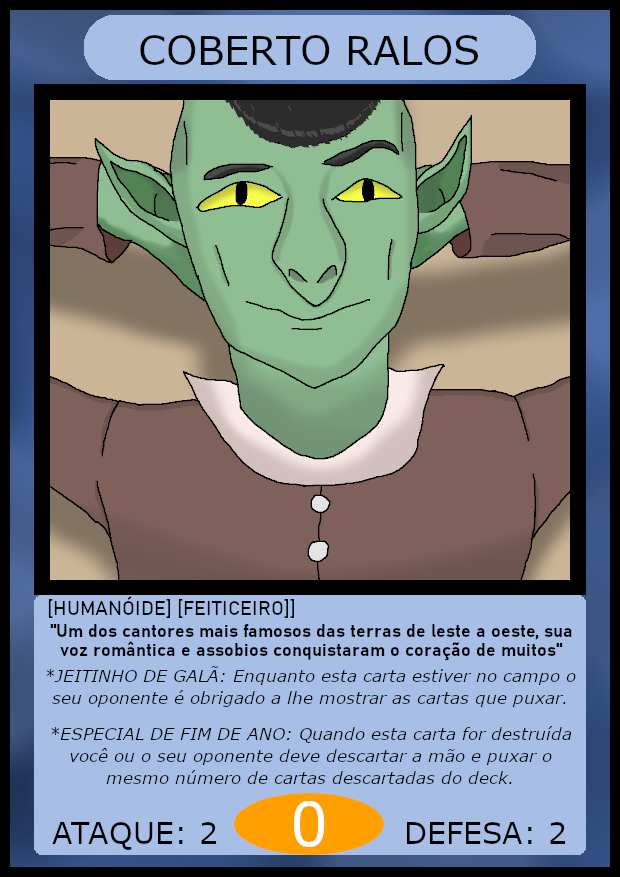 COBERTO RALOS
[HUMANÓIDE] [FEITICEIRO]]
"Um dos cantores mais famosos das terras de leste a oeste, sua
voz romântica e assobios conquistaram o coração de muitos"
*JEITINHO DE GALÃ: Enquanto esta carta estiver no campo o
seu oponente é obrigado a lhe mostrar as cartas que puxar.
*ESPECIAL DE FIM DE ANO: Quando esta carta for destruída
você ou o seu oponente deve descartar a mão e puxar o
mesmo número de cartas descartadas do deck.
ATAQUE: 2 0 DEFESA: 2